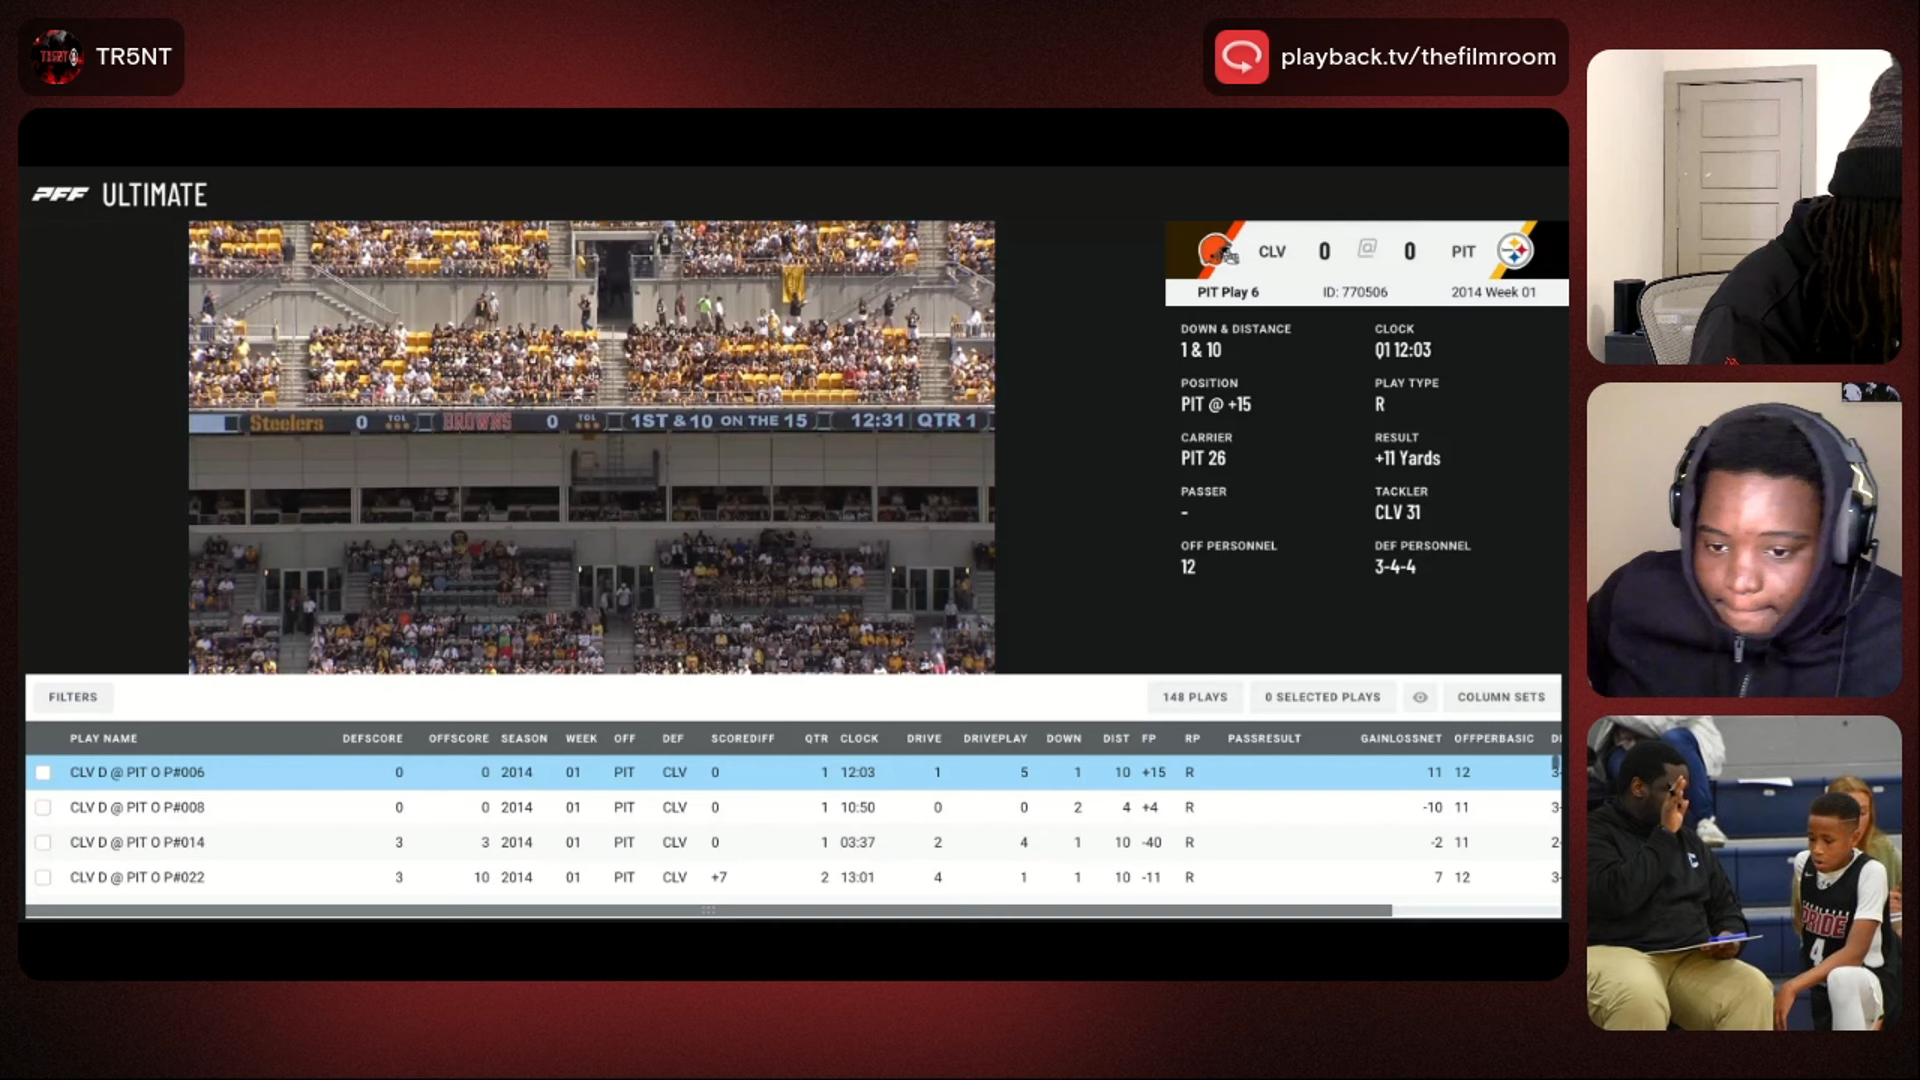 TR5NT
playback.tv/thefilmroom
PFF ULTIMATE
Steelers 0 TOL BROWNS 0 TOL 1ST & 10 ON THE 15 12:31 QTR 1
CLV 0 @ 0 PIT
PIT Play 6 ID: 770506 2014 Week 01
DOWN & DISTANCE CLOCK
1 & 10 Q1 12:03
POSITION PLAY TYPE
PIT @ +15 R
CARRIER RESULT
PIT 26 +11 Yards
PASSER TACKLER
- CLV 31
OFF PERSONNEL DEF PERSONNEL
12 3-4-4
FILTERS 148 PLAYS 0 SELECTED PLAYS COLUMN SETS
PLAY NAME DEFSCORE OFFSCORE SEASON WEEK OFF DEF SCOREDIFF QTR CLOCK DRIVE DRIVEPLAY DOWN DIST FP RP PASSRESULT GAINLOSSNET OFFPERBASIC
CLV D @ PIT O P#006 0 0 2014 01 PIT CLV 0 1 12:03 1 5 1 10 +15 R 11 12 3-
CLV D @ PIT O P#008 0 0 2014 01 PIT CLV 0 1 10:50 0 0 2 4 +4 R -10 11 3-
CLV D @ PIT O P#014 3 3 2014 01 PIT CLV 0 1 03:37 2 4 1 10 -40 R -2 11 2-
CLV D @ PIT O P#022 3 10 2014 01 PIT CLV +7 2 13:01 4 1 1 10 -11 R 7 12 3-
PRIDE
4